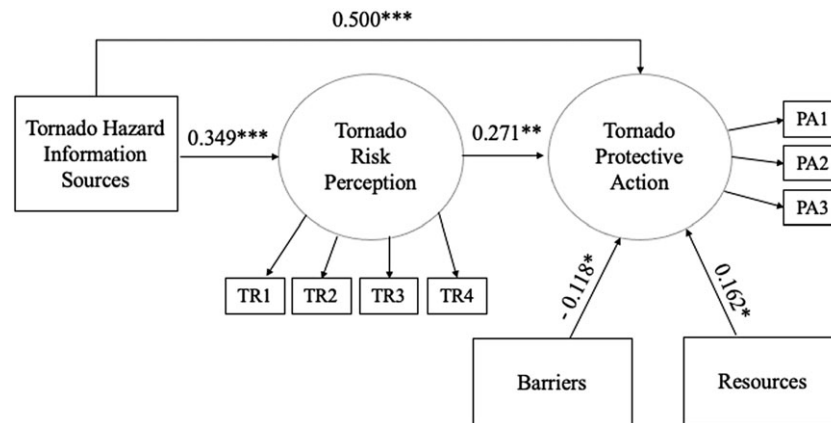 0.500***
Tornado Hazard
Information
Sources
0.349***
Tornado
Risk
Perception
0.271**
Tornado
Protective
Action
PA1
PA2
PA3
TR1
TR2
TR3
TR4
- 0.118*
0.162*
Barriers
Resources